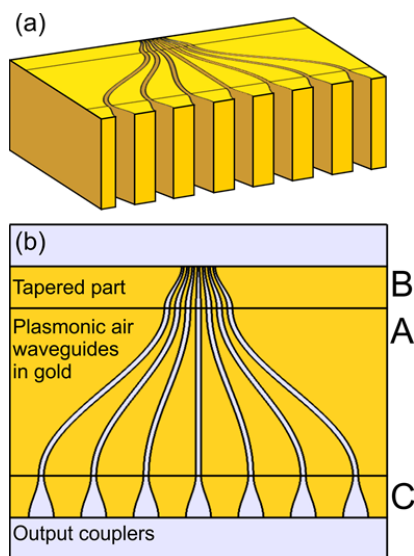 (a)
(b)
Tapered part
B
Plasmonic air
waveguides
in gold
A
C
Output couplers